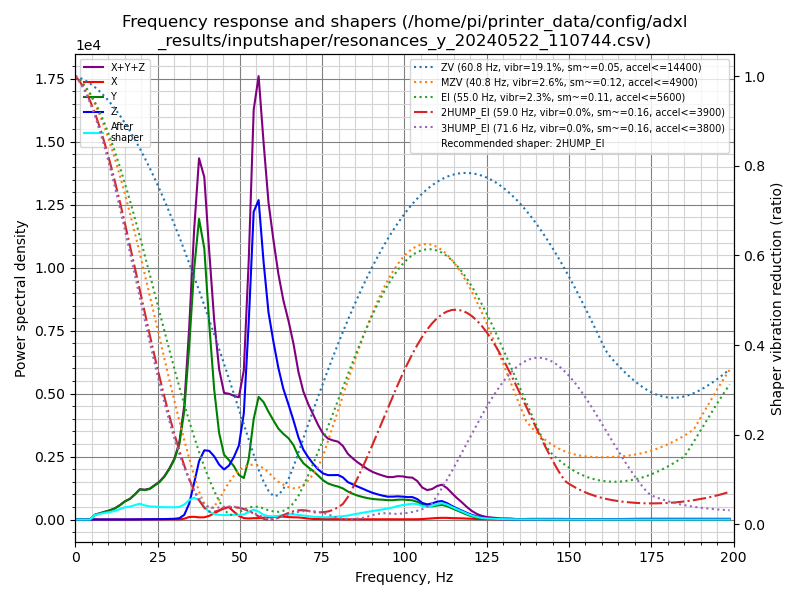 Frequency response and shapers (/home/pi/printer_data/config/adxl
_results/inputshaper/resonances_y_20240522_110744.csv)
1e4
X+Y+Z
X
Y
Z
After
shaper
ZV (60.8 Hz, vibr=19.1%, sm~=0.05, accel<=14400)
MZV (40.8 Hz, vibr=2.6%, sm~=0.12, accel<=4900)
EI (55.0 Hz, vibr=2.3%, sm~=0.11, accel<=5600)
2HUMP_EI (59.0 Hz, vibr=0.0%, sm~=0.16, accel<=3900)
3HUMP_EI (71.6 Hz, vibr=0.0%, sm~=0.16, accel<=3800)
Recommended shaper: 2HUMP_EI
Power spectral density
1.75
1.50
1.25
1.00
0.75
0.50
0.25
0.00
1.0
0.8
0.6
0.4
0.2
0.0
Shaper vibration reduction (ratio)
0 25 50 75 100 125 150 175 200
Frequency, Hz